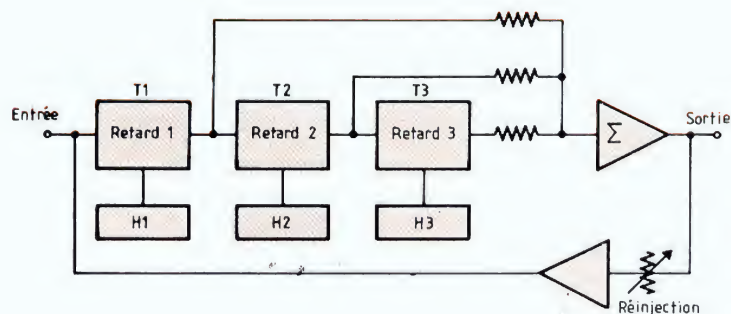 T1
T2
T3
Entrée
Retard 1
Retard 2
Retard 3
Σ
Sortie
H1
H2
H3
Réinjection